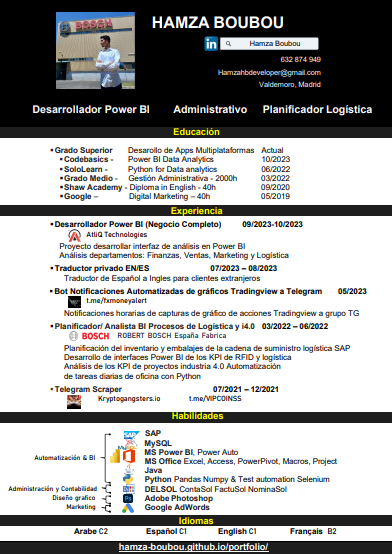 HAMZA BOUBOU
in Hamza Boubou
632 874 949
Hamzahbdeveloper@gmail.com
Valdemoro, Madrid
Desarrollador Power BI Administrativo Planificador Logística
Educación
• Grado Superior Desarollo de Apps Multiplataformas Actual
• Codebasics - Power BI Data Analytics 10/2023
• SoloLearn - Python for Data analytics 06/2022
• Grado Medio - Gestión Administrativa - 2000h 03/2022
• Shaw Academy - Diploma in English - 40h 09/2020
• Google – Digital Marketing – 40h 05/2019
Experiencia
• Desarrollador Power BI (Negocio Completo) 09/2023-10/2023
AtliQ Technologies
Proyecto desarrollar interfaz de análisis en Power BI
Análisis departamentos: Finanzas, Ventas, Marketing y Logística
• Traductor privado EN/ES 07/2023 – 08/2023
Traductor de Español a Ingles para clientes extranjeros
• Bot Notificaciones Automatizadas de gráficos Tradingview a Telegram 05/2023
t.me/fxmoneyalert
Notificaciones horarias de capturas de gráfico de acciones Tradingview a grupo TG
• Planificador/ Analista BI Procesos de Logística y i4.0 03/2022 – 06/2022
BOSCH ROBERT BOSCH España Fabrica
Planificación del inventario y embalajes de la cadena de suministro logística SAP
Desarrollo de interfaces Power BI de los KPI de RFID y logística
Análisis de los KPI de proyectos industria 4.0 Automatización
de tareas diarias de oficina con Python
• Telegram Scraper 07/2021 – 12/2021
Kryptogangsters.io t.me/VIPCOINSS
Habilidades
SAP SAP
MySQL
Automatización & BI MS Power BI, Power Auto
MS Office Excel, Access, PowerPivot, Macros, Project
Java
Python Pandas Numpy & Test automation Selenium
Administración y Contabilidad DELSOL ContaSol FactuSol NominaSol
Diseño grafico Ps Adobe Photoshop
Marketing Google AdWords
Idiomas
Arabe C2 Español C1 English C1 Français B2
hamza-boubou.github.io/portfolio/